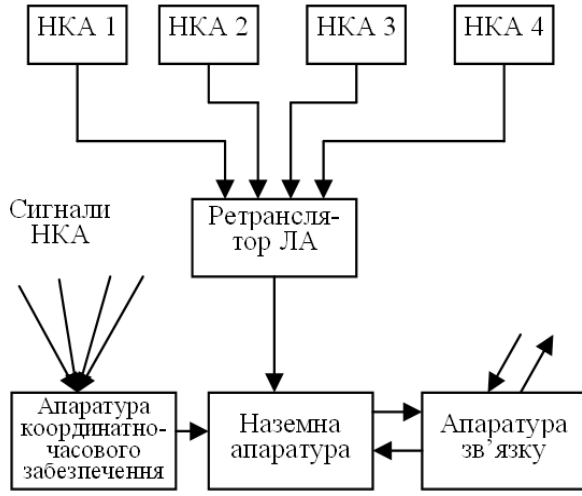 НКА 1
НКА 2
НКА 3
НКА 4
Сигнали
НКА
Ретрансля-
тор ЛА
Апаратура
координатно-
часового
забезпечення
Наземна
апаратура
Апаратура
зв’язку